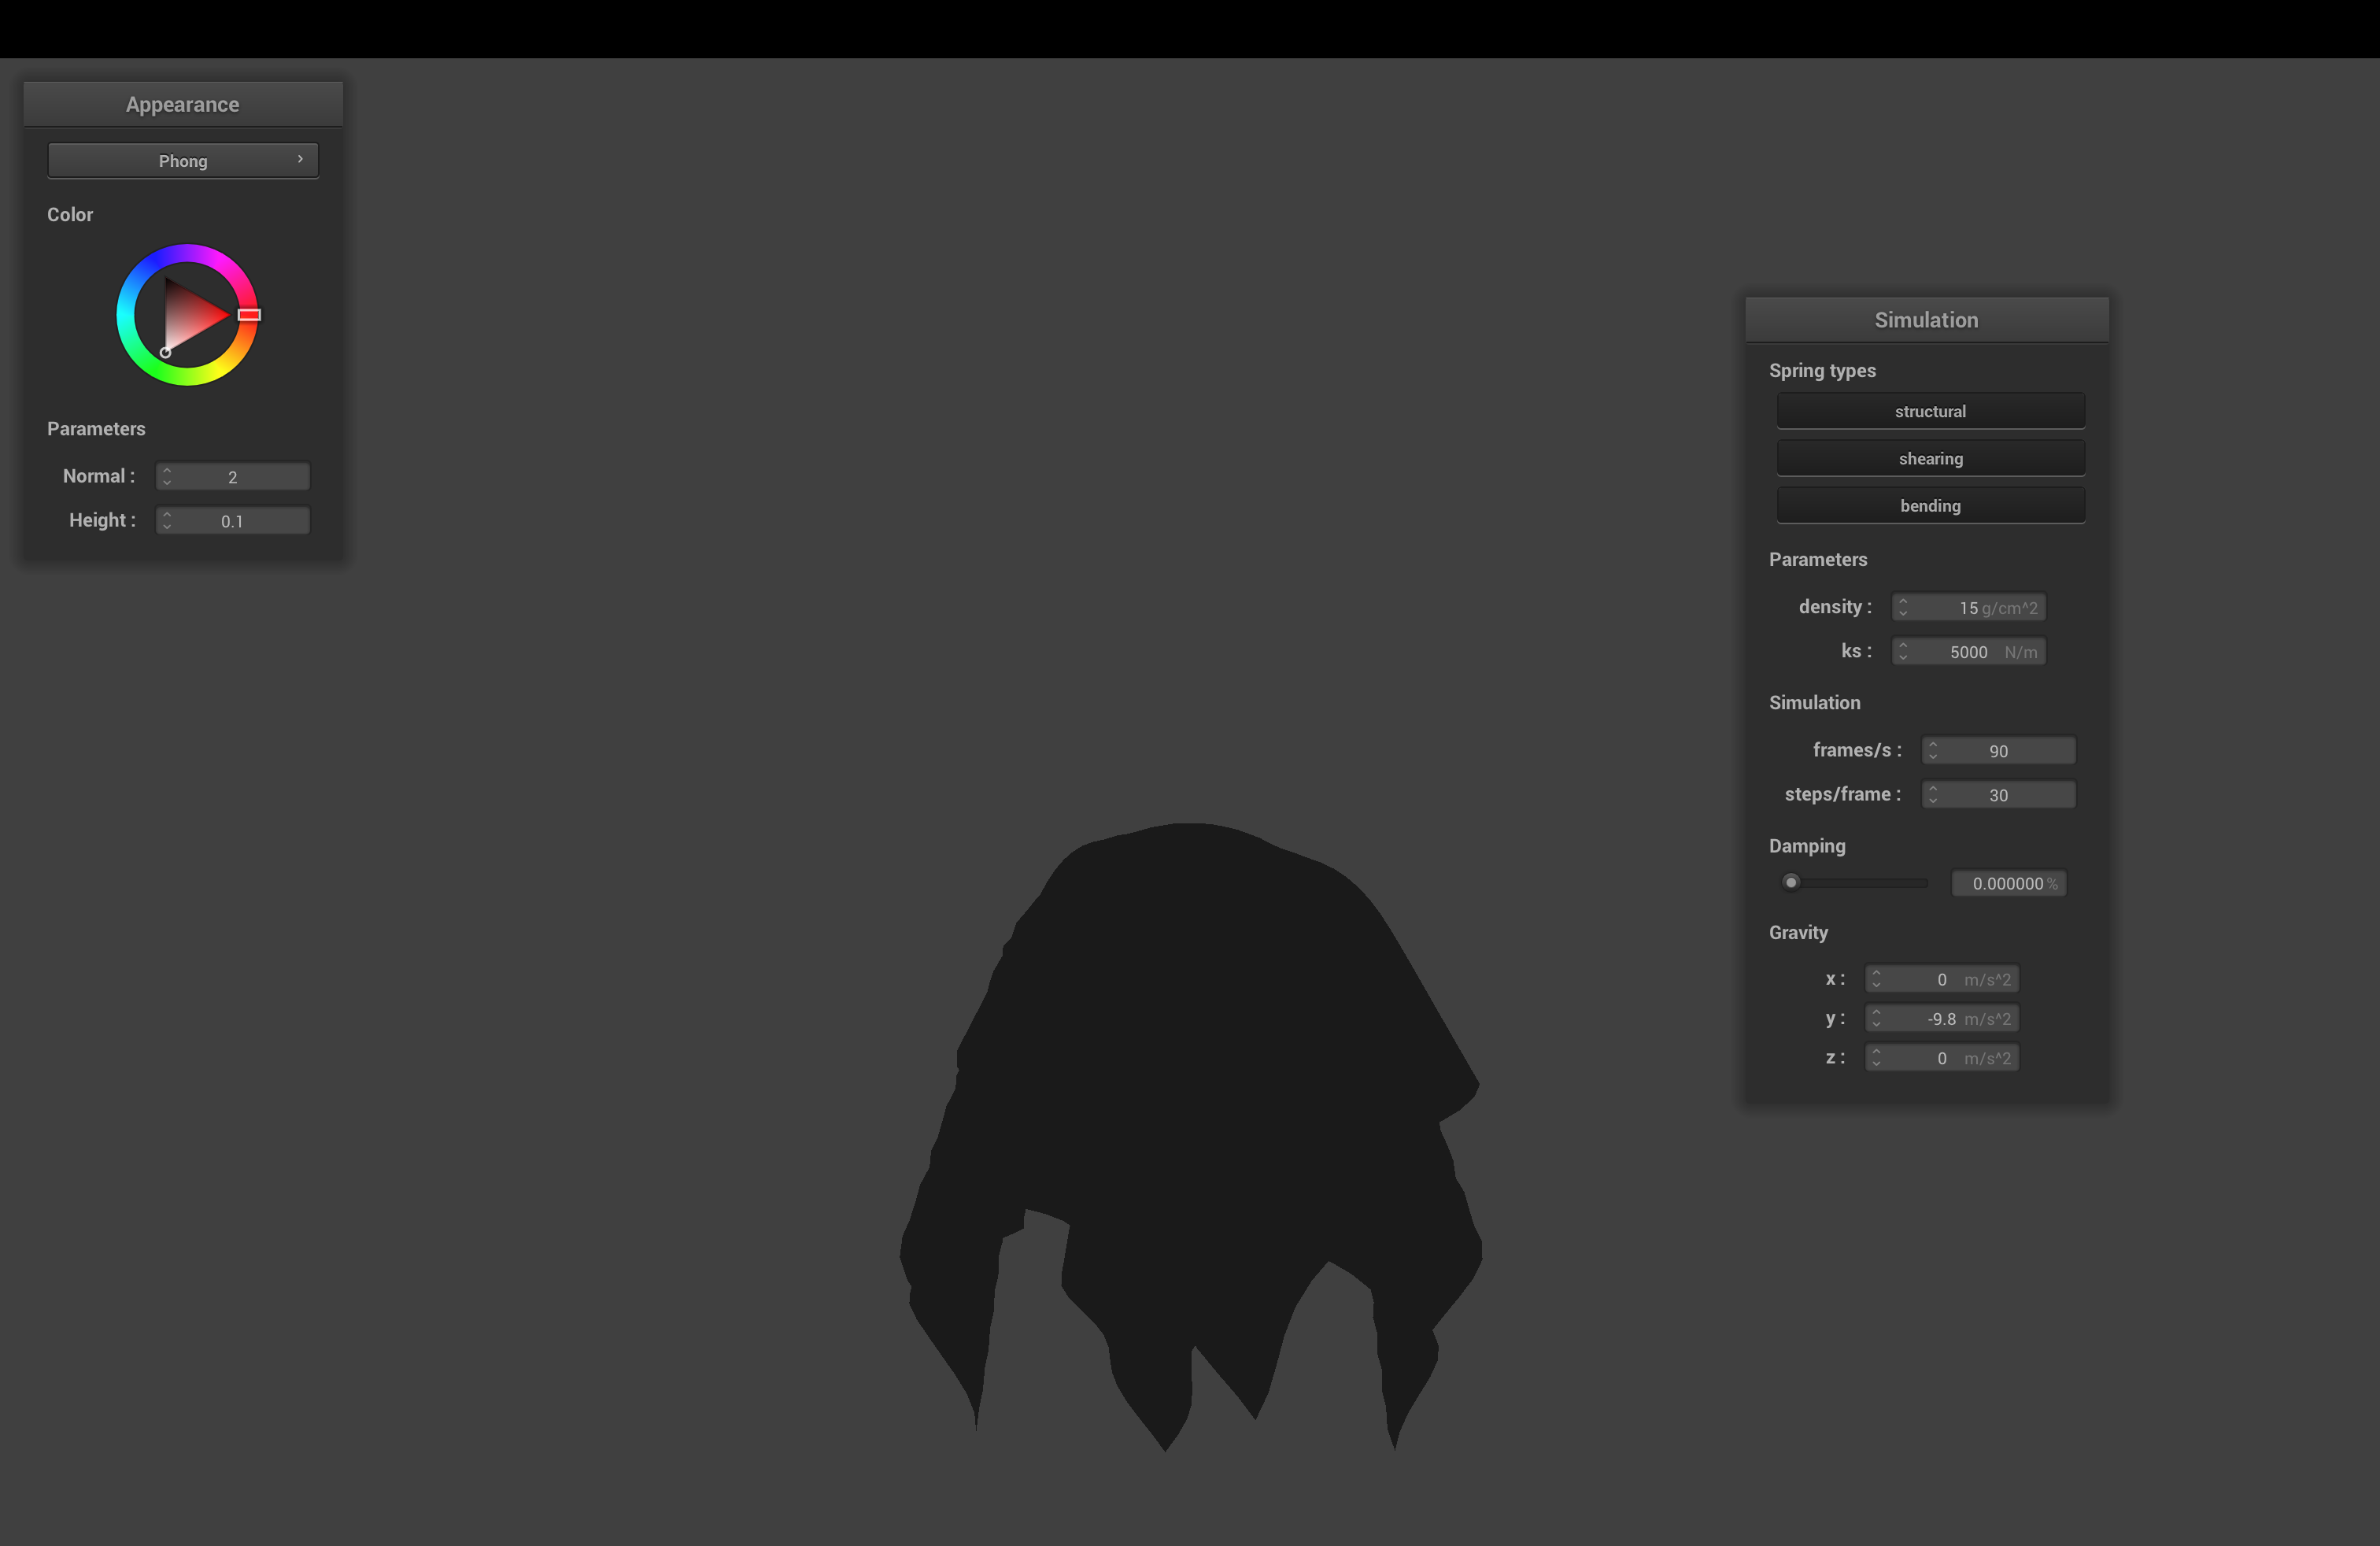 Appearance
Phong
Color
Parameters
Normal : 2
Height : 0.1
Simulation
Spring types
structural
shearing
bending
Parameters
density : 15 g/cm^2
ks : 5000 N/m
Simulation
frames/s : 90
steps/frame : 30
Damping
0.000000 %
Gravity
x : 0 m/s^2
y : -9.8 m/s^2
z : 0 m/s^2